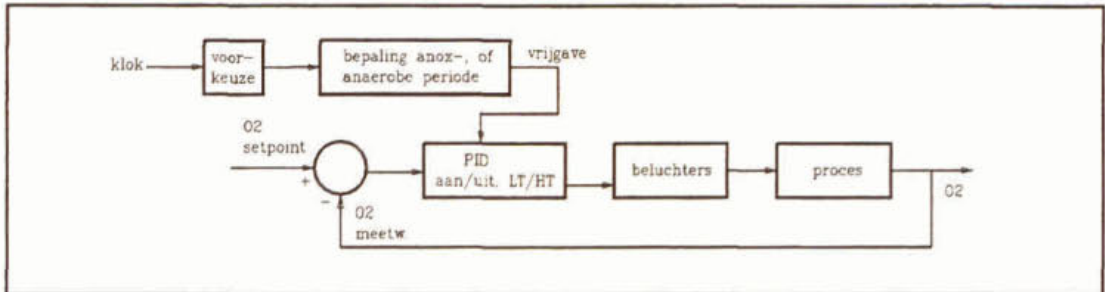 klok
voor-
keuze
bepaling anox-, of
anaerobe periode
vrijgave
O2
setpoint
+
-
PID
aan/uit. LT/HT
beluchters
proces
O2
O2
meetw.